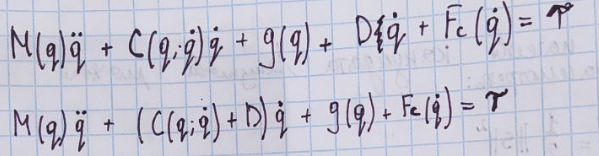 M(q)q̈ + C(q;q̇)q̇ + g(q) + Dq̇ + Fc(q̇) = τ
M(q)q̈ + (C(q;q̇)+D)q̇ + g(q) + Fc(q̇) = τ